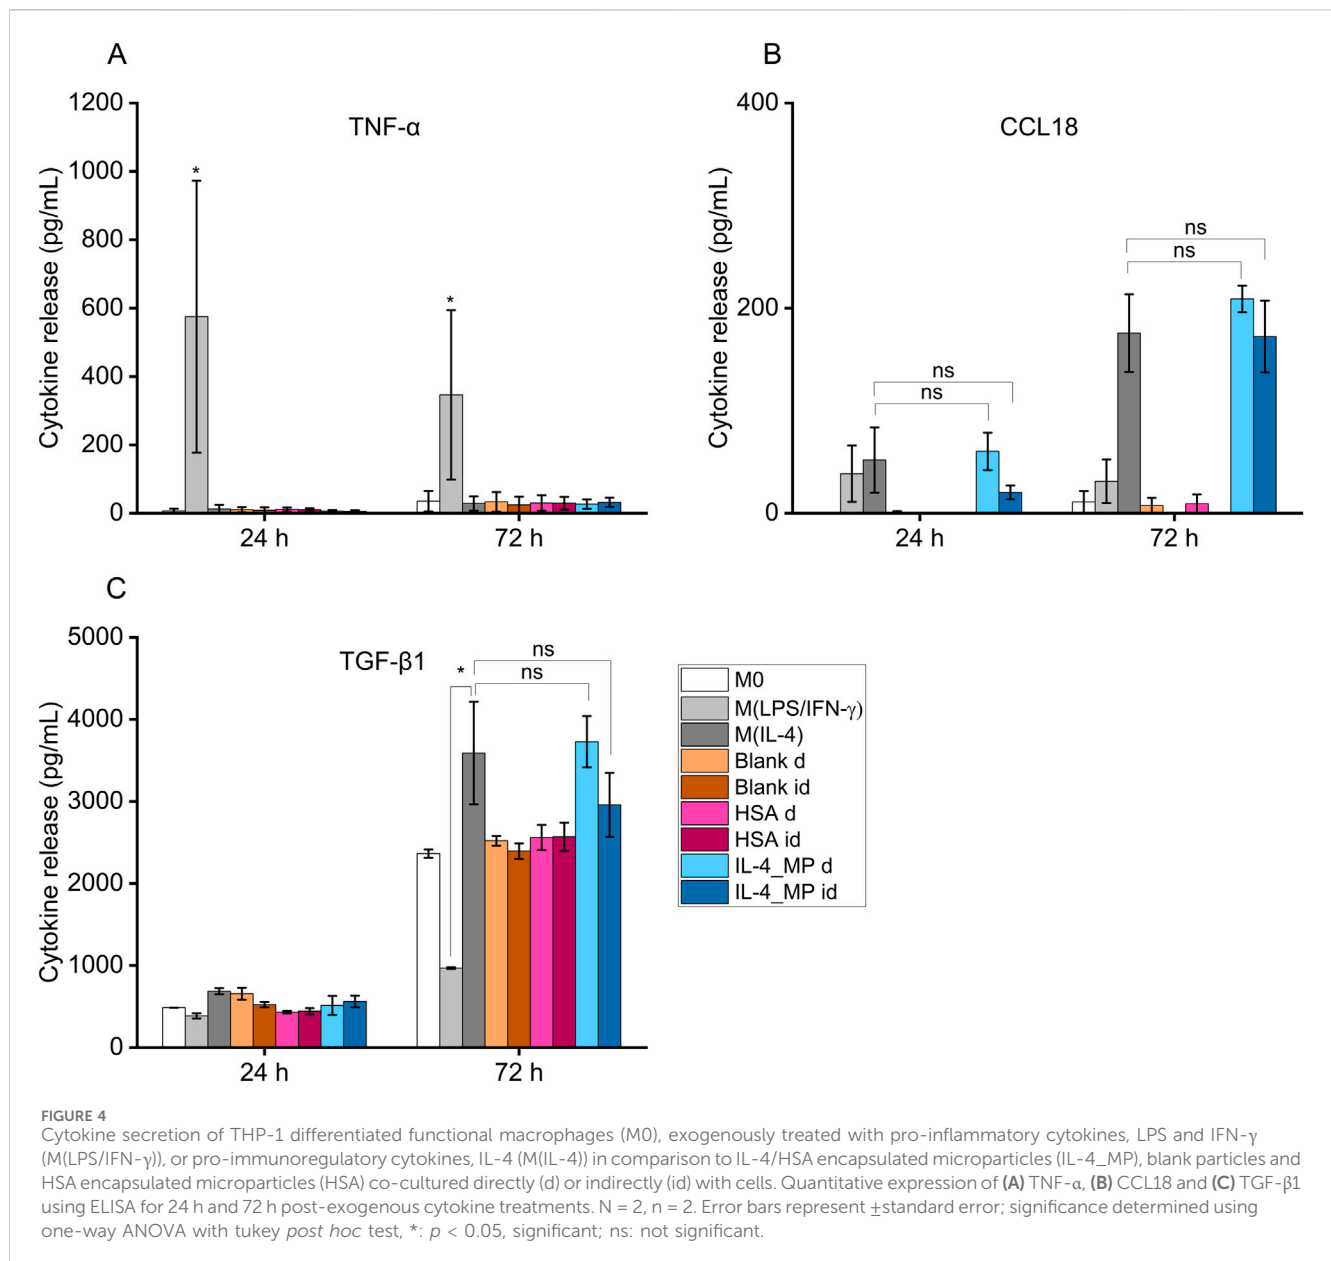 A
TNF-α
Cytokine release (pg/mL)
1200
1000
800
600
400
200
0
*
*
24 h
72 h
B
CCL18
Cytokine release (pg/mL)
400
200
0
ns
ns
ns
ns
24 h
72 h
C
TGF-β1
Cytokine release (pg/mL)
5000
4000
3000
2000
1000
0
*
ns
ns
24 h
72 h
M0
M(LPS/IFN-γ)
M(IL-4)
Blank d
Blank id
HSA d
HSA id
IL-4_MP d
IL-4_MP id
FIGURE 4
Cytokine secretion of THP-1 differentiated functional macrophages (M0), exogenously treated with pro-inflammatory cytokines, LPS and IFN-γ
(M(LPS/IFN-γ)), or pro-immunoregulatory cytokines, IL-4 (M(IL-4)) in comparison to IL-4/HSA encapsulated microparticles (IL-4_MP), blank particles and
HSA encapsulated microparticles (HSA) co-cultured directly (d) or indirectly (id) with cells. Quantitative expression of (A) TNF-α, (B) CCL18 and (C) TGF-β1
using ELISA for 24 h and 72 h post-exogenous cytokine treatments. N = 2, n = 2. Error bars represent ±standard error; significance determined using
one-way ANOVA with tukey post hoc test, *: p < 0.05, significant; ns: not significant.